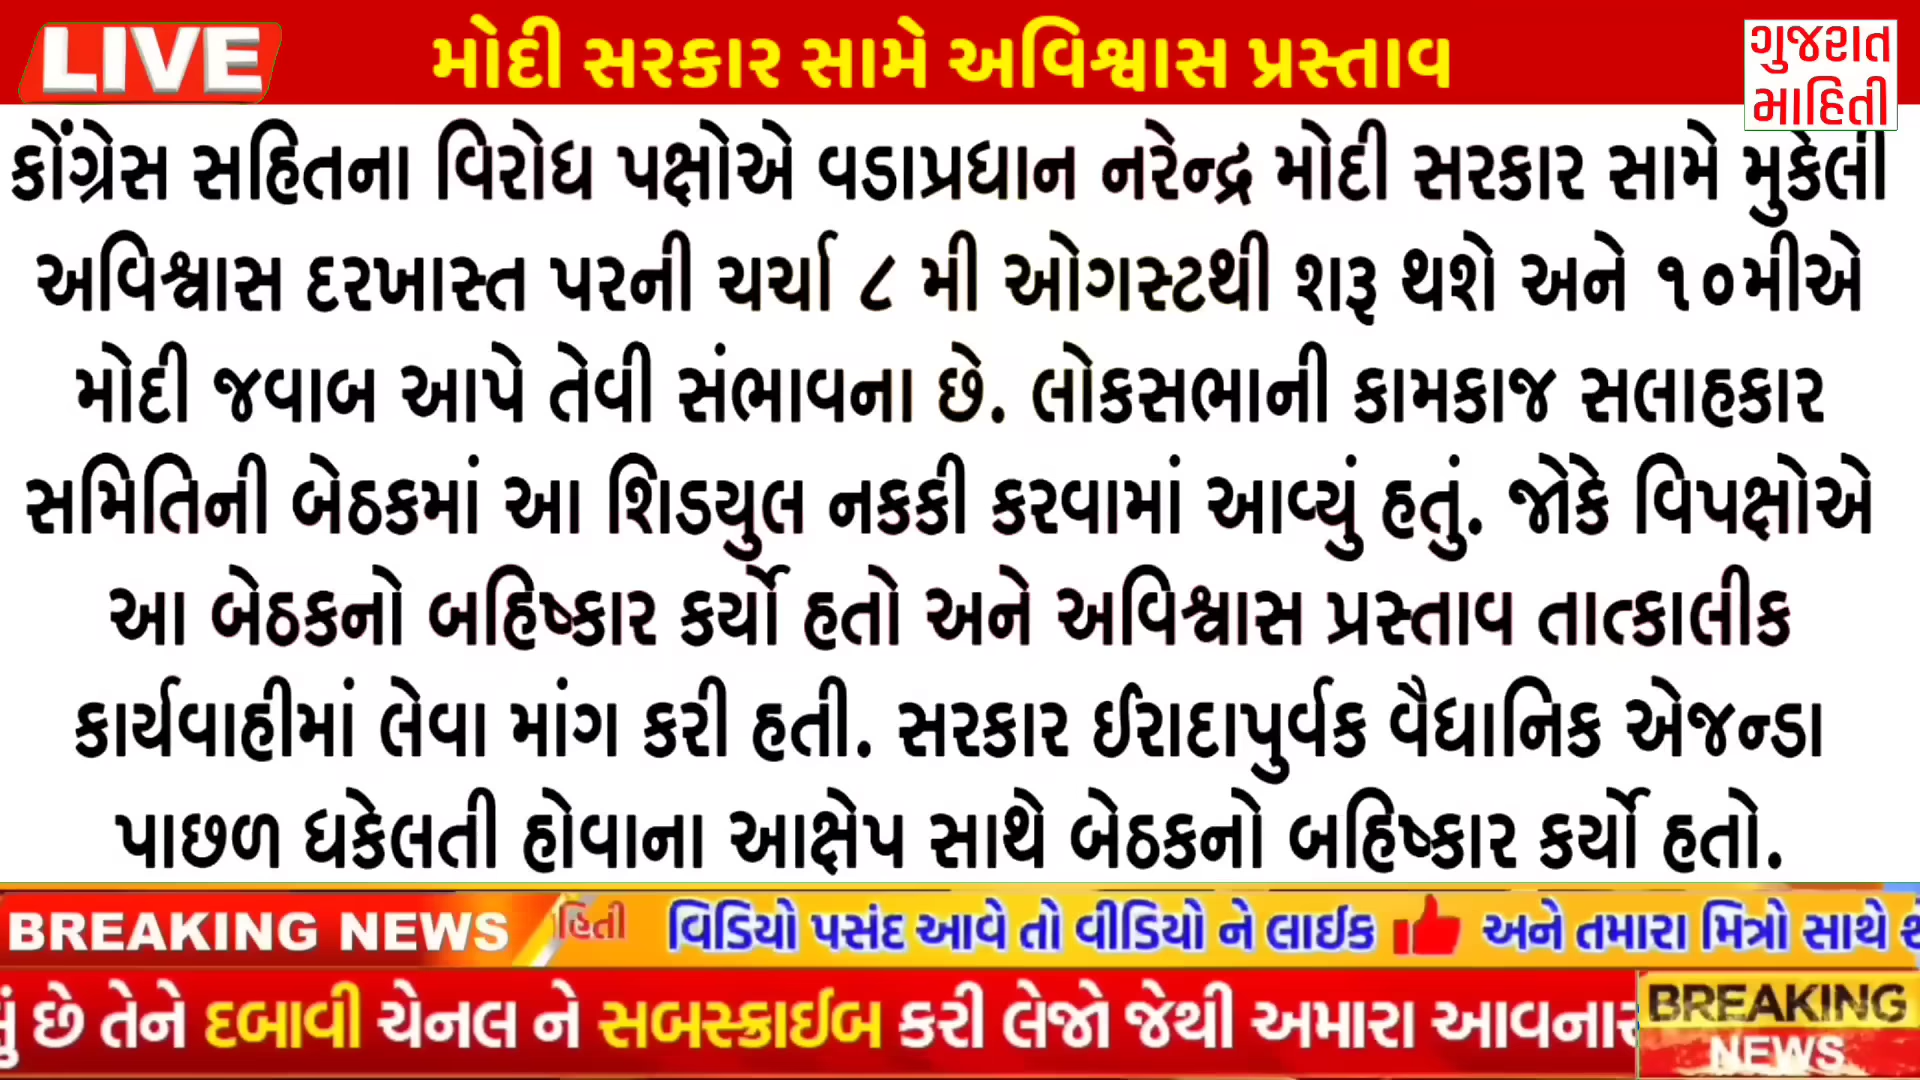 LIVE
મોદી સરકાર સામે અવિશ્વાસ પ્રસ્તાવ
ગુજરાત
માહિતી
કોંગ્રેસ સહિતના વિરોધ પક્ષોએ વડાપ્રધાન નરેન્દ્ર મોદી સરકાર સામે મુકેલી
અવિશ્વાસ દરખાસ્ત પરની ચર્ચા ૮ મી ઓગસ્ટથી શરૂ થશે અને ૧૦મીએ
મોદી જવાબ આપે તેવી સંભાવના છે. લોકસભાની કામકાજ સલાહકાર
સમિતિની બેઠકમાં આ શિડયુલ નકકી કરવામાં આવ્યું હતું. જોકે વિપક્ષોએ
આ બેઠકનો બહિષ્કાર કર્યો હતો અને અવિશ્વાસ પ્રસ્તાવ તાત્કાલીક
કાર્યવાહીમાં લેવા માંગ કરી હતી. સરકાર ઈરાદાપુર્વક વૈધાનિક એજન્ડા
પાછળ ધકેલતી હોવાના આક્ષેપ સાથે બેઠકનો બહિષ્કાર કર્યો હતો.
BREAKING NEWS હિતી વિડિયો પસંદ આવે તો વીડિયો ને લાઈક અને તમારા મિત્રો સાથે
છે તેને દબાવી ચેનલ ને સબસ્ક્રાઈબ કરી લેજો જેથી અમારા BREAKING
NEWS